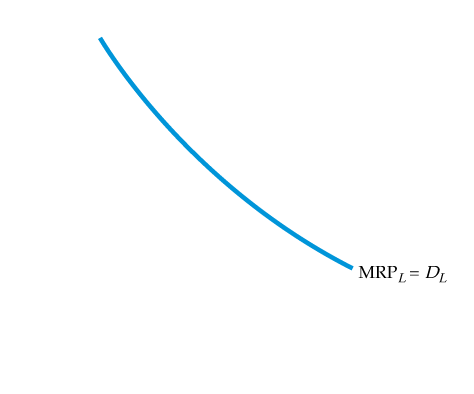 MRP_L = D_L